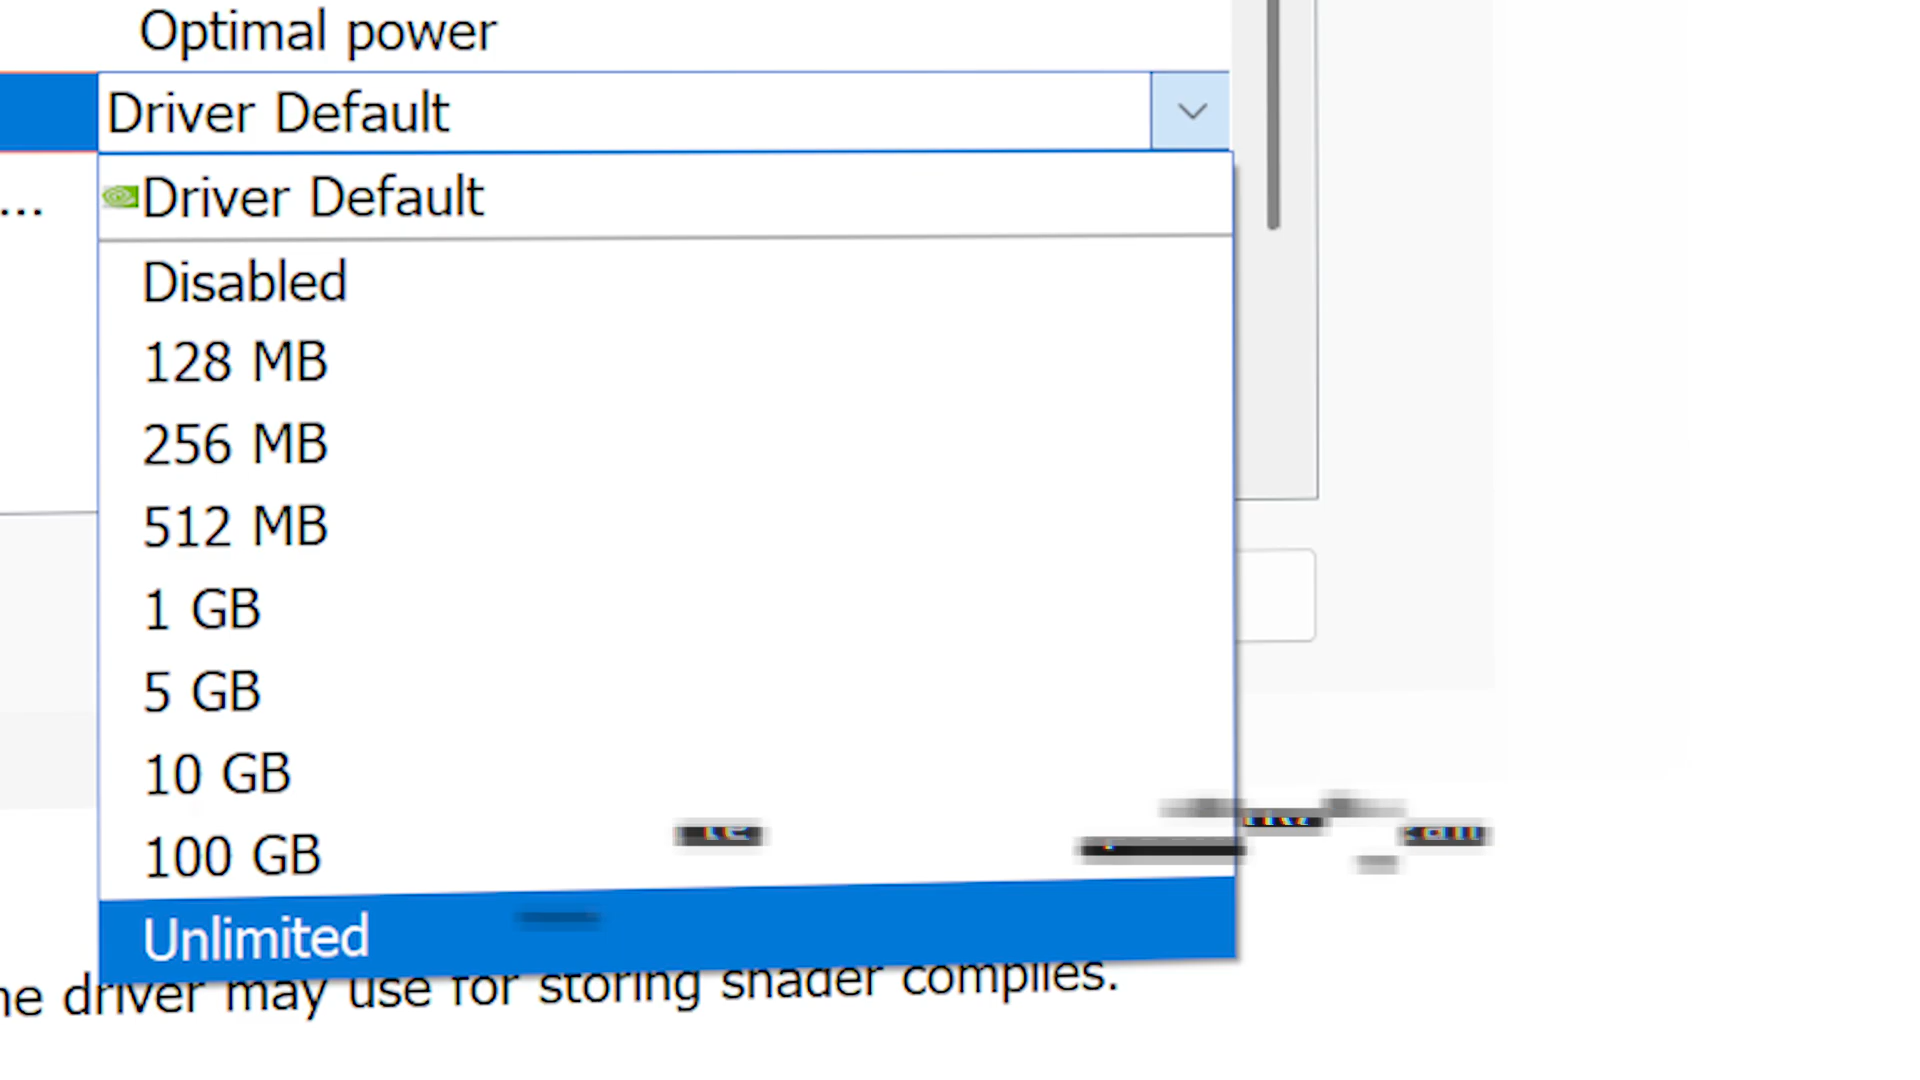 Optimal power
Driver Default
...
Driver Default
Disabled
128 MB
256 MB
512 MB
1 GB
5 GB
10 GB
100 GB
Unlimited
driver may use for storing shader compiles.